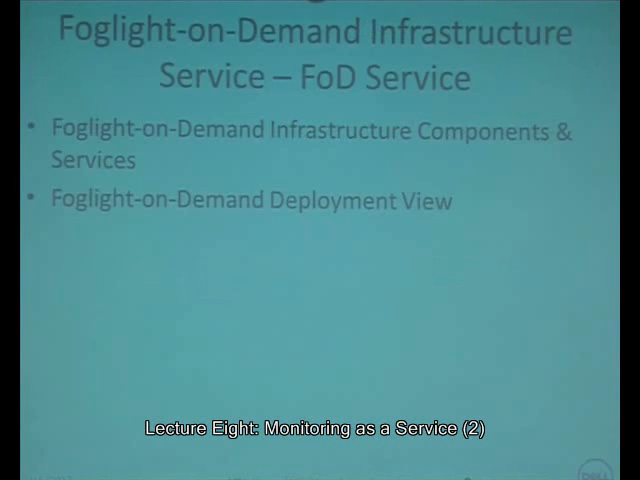 Foglight-on-Demand Infrastructure
Service – FoD Service
• Foglight-on-Demand Infrastructure Components &
Services
• Foglight-on-Demand Deployment View
Lecture Eight: Monitoring as a Service (2)
DELL